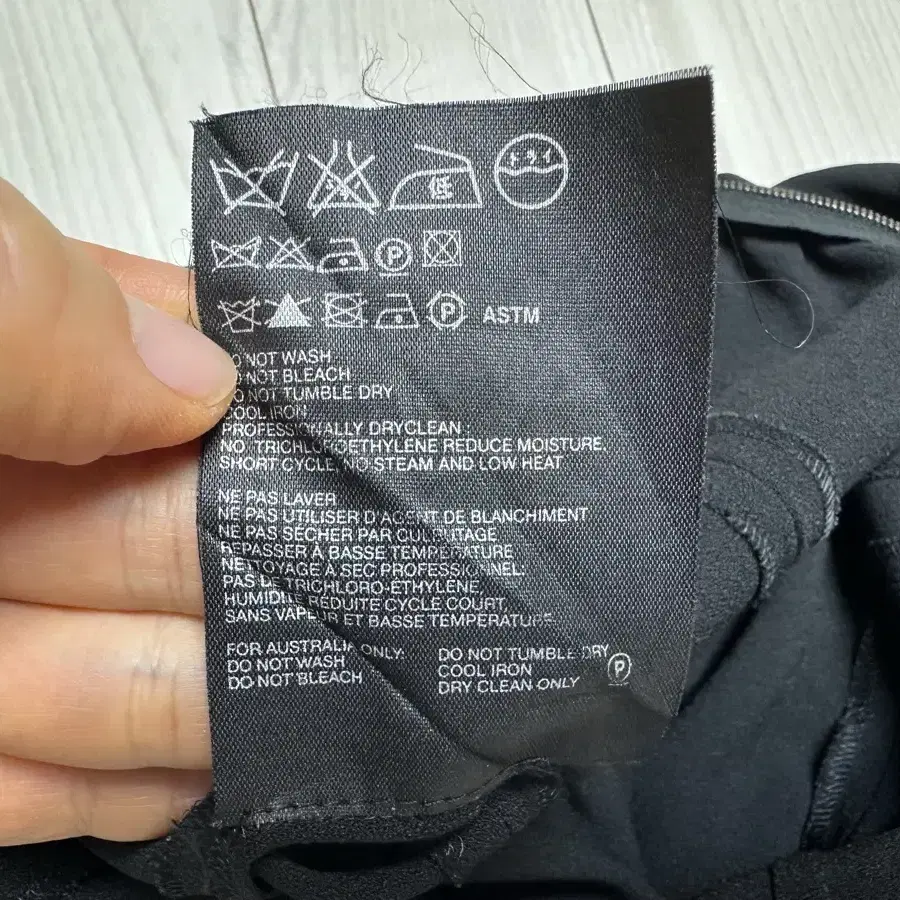 P
P ASTM
DO NOT WASH
DO NOT BLEACH
DO NOT TUMBLE DRY
COOL IRON
PROFESSIONALLY DRYCLEAN
NO TRICHLOROETHYLENE REDUCE MOISTURE.
SHORT CYCLE NO STEAM AND LOW HEAT
NE PAS LAVER
NE PAS UTILISER D'AGENT DE BLANCHIMENT
NE PAS SÉCHER PAR CULBUTAGE
REPASSER À BASSE TEMPÉRATURE
NETTOYAGE À SEC PROFESSIONNEL.
PAS DE TRICHLORO-ÉTHYLÈNE
HUMIDITÉ REDUITE CYCLE COURT,
SANS VAPEUR ET BASSE TEMPERATURE
FOR AUSTRALIA ONLY:
DO NOT WASH
DO NOT BLEACH
DO NOT TUMBLE DRY
COOL IRON
DRY CLEAN ONLY P